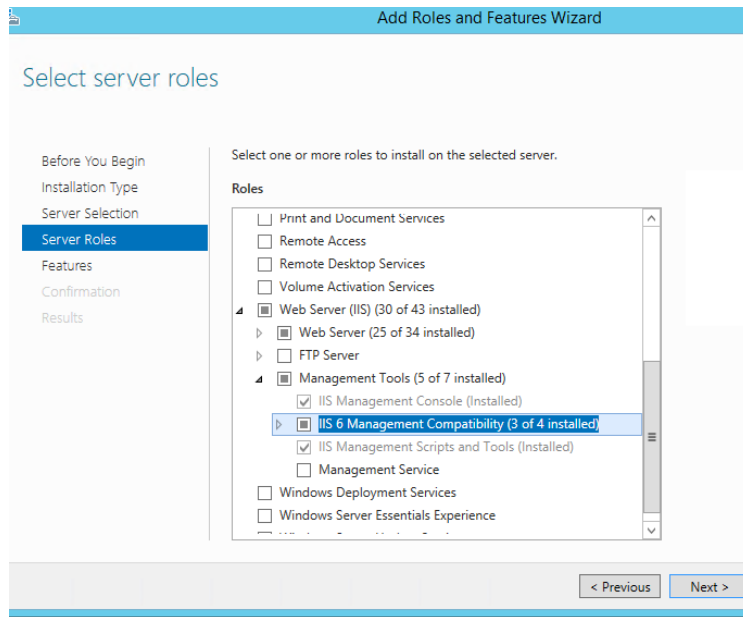 Add Roles and Features Wizard
Select server roles
Before You Begin
Installation Type
Server Selection
Server Roles
Features
Confirmation
Results
Select one or more roles to install on the selected server.
Roles
Print and Document Services
Remote Access
Remote Desktop Services
Volume Activation Services
Web Server (IIS) (30 of 43 installed)
Web Server (25 of 34 installed)
FTP Server
Management Tools (5 of 7 installed)
IIS Management Console (Installed)
IIS 6 Management Compatibility (3 of 4 installed)
IIS Management Scripts and Tools (Installed)
Management Service
Windows Deployment Services
Windows Server Essentials Experience
< Previous
Next >